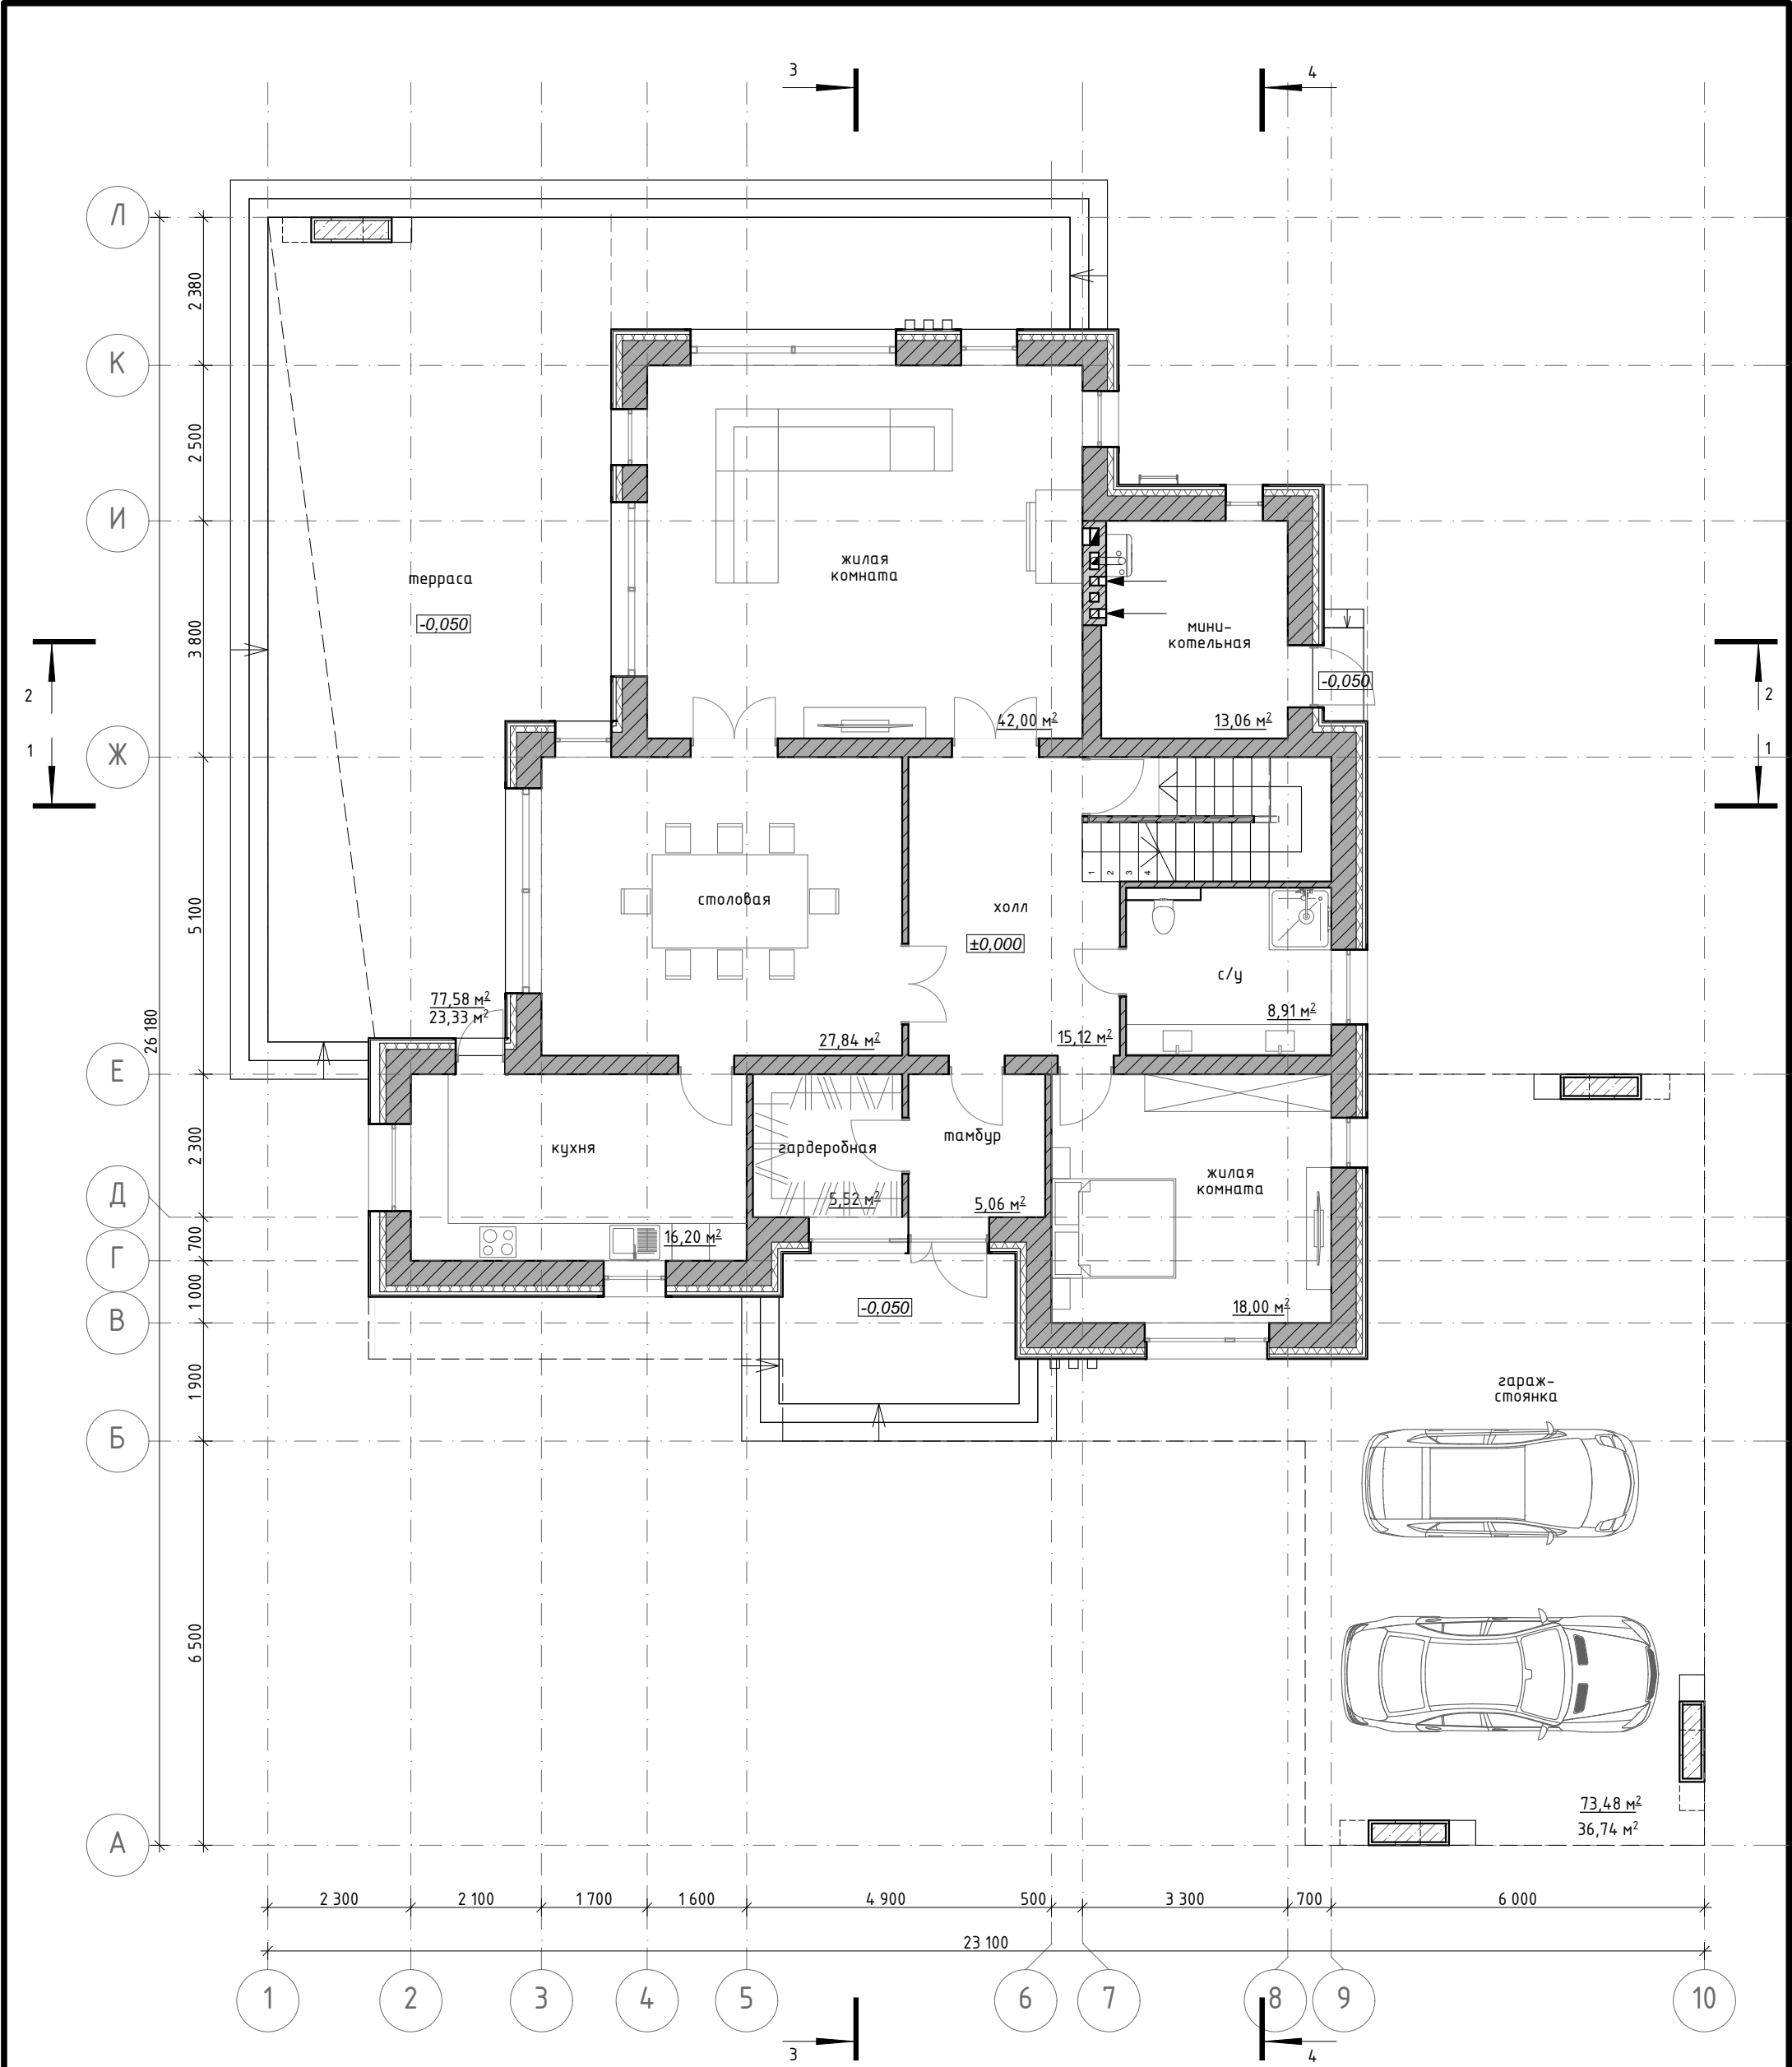 3
4
Л
К
И
Ж
Е
Д
Г
В
Б
А
2 380
2 500
3 800
5 100
2 300
700
1 000
1 900
6 500
26 180
2
1
2
1
терраса
-0,050
77,58 м²
23,33 м²
жилая
комната
42,00 м²
мини-
котельная
13,06 м²
-0,050
столовая
27,84 м²
холл
±0,000
15,12 м²
1 2 3 4
с/у
8,91 м²
кухня
16,20 м²
гардеробная
5,52 м²
тамбур
5,06 м²
жилая
комната
18,00 м²
-0,050
гараж-
стоянка
73,48 м²
36,74 м²
2 300
2 100
1 700
1 600
4 900
500
3 300
700
6 000
23 100
1
2
3
4
5
6
7
8
9
10
3
4